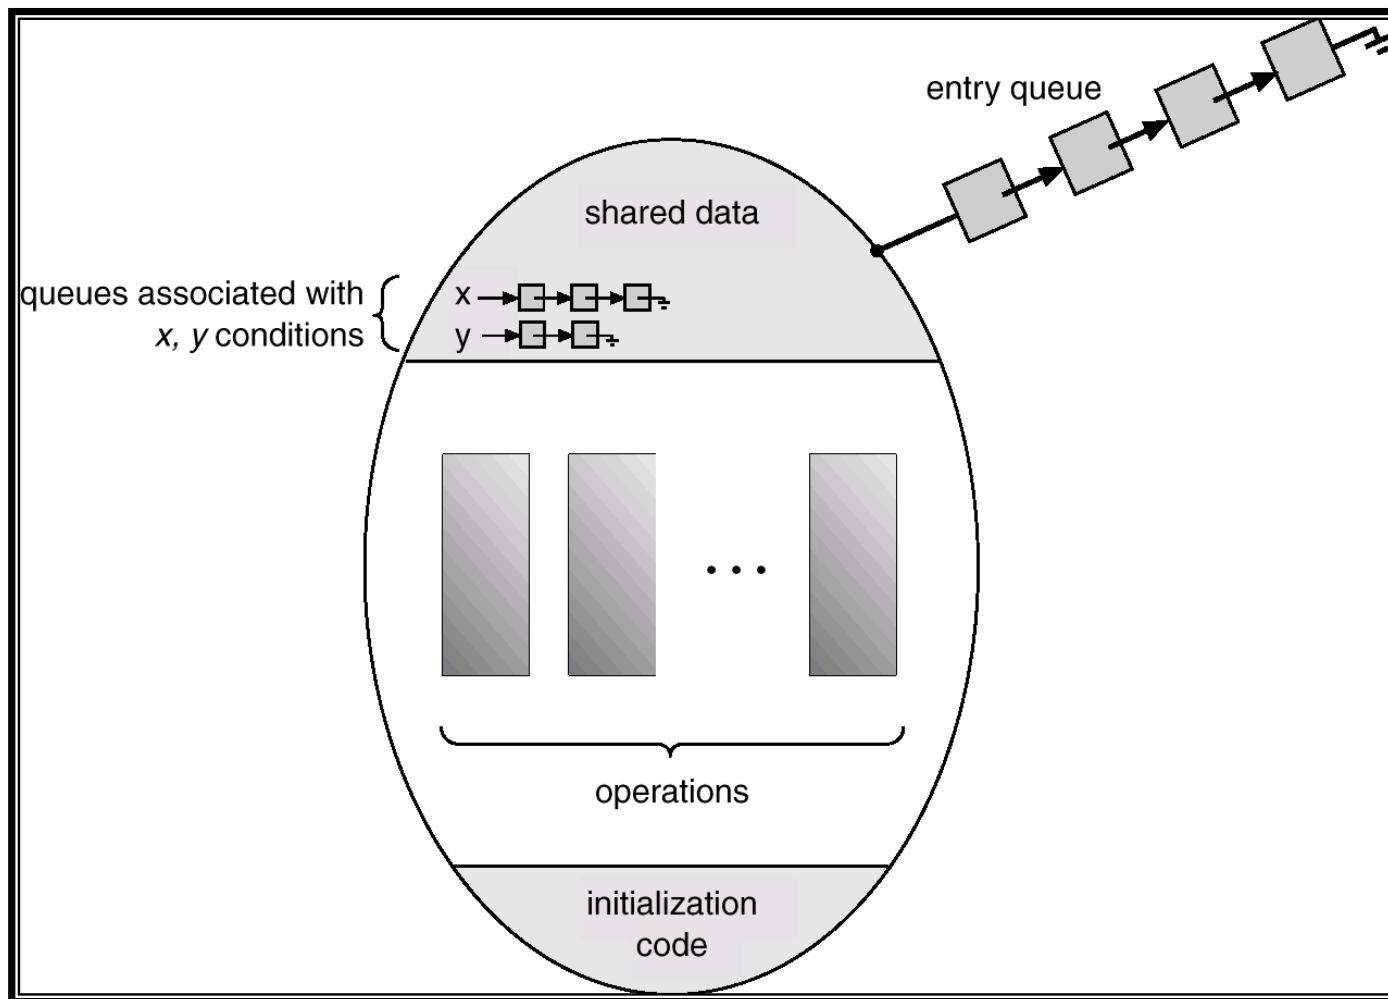 entry queue
shared data
queues associated with
x, y conditions
x
y
. . .
operations
initialization
code